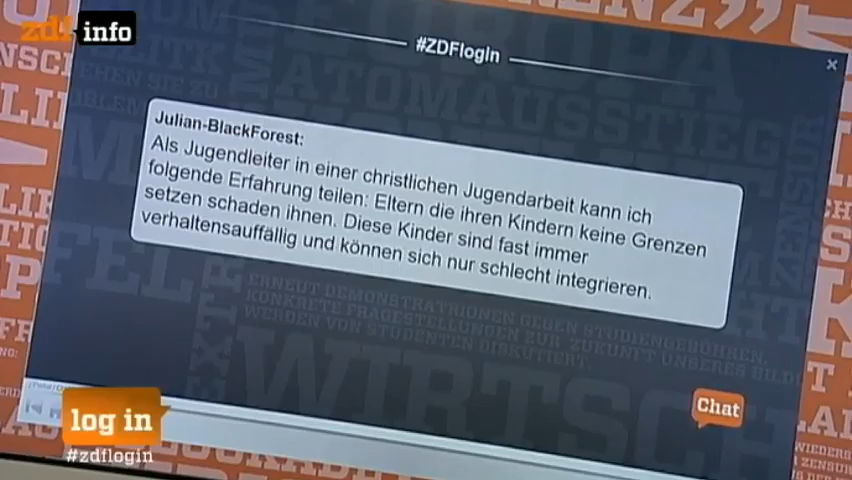 zdf info
#ZDFlogin
Julian-BlackForest:
Als Jugendleiter in einer christlichen Jugendarbeit kann ich
folgende Erfahrung teilen: Eltern die ihren Kindern keine Grenzen
setzen schaden ihnen. Diese Kinder sind fast immer
verhaltensauffällig und können sich nur schlecht integrieren.
ATOMAUSSTIEG
ERNEUT DEMONSTRATIONEN GEGEN STUDIENGEBÜHREN.
KONKRETE FRAGESTELLUNGEN ZUR ZUKUNFT UNSERES
WERDEN VON STUDENTEN DISKUTIERT.
WIRTSCH
Chat
log in
#zdflogin